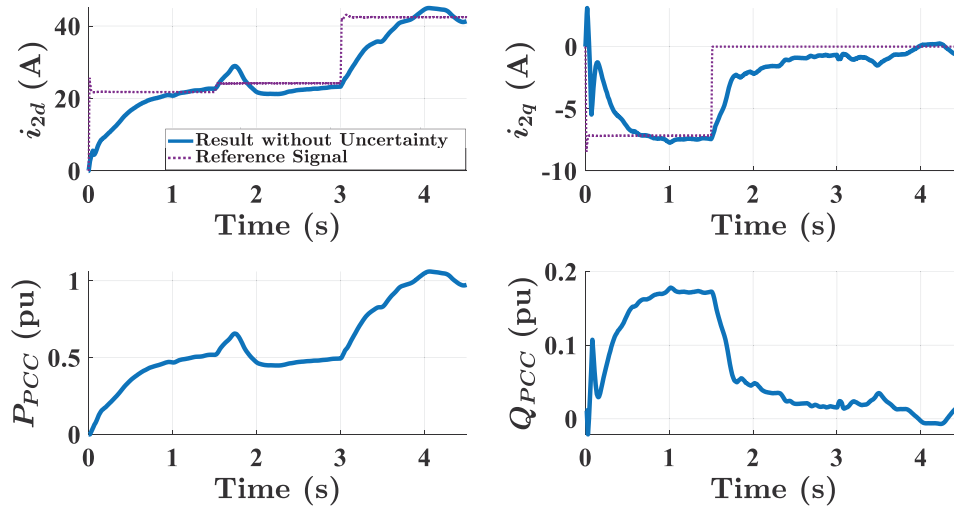 i2d (A)
40
20
0
Result without Uncertainty
Reference Signal
0 1 2 3 4
Time (s)
i2q (A)
0
-5
-10
0 1 2 3 4
Time (s)
PPCC (pu)
1
0.5
0
0 1 2 3 4
Time (s)
QPCC (pu)
0.2
0.1
0
0 1 2 3 4
Time (s)